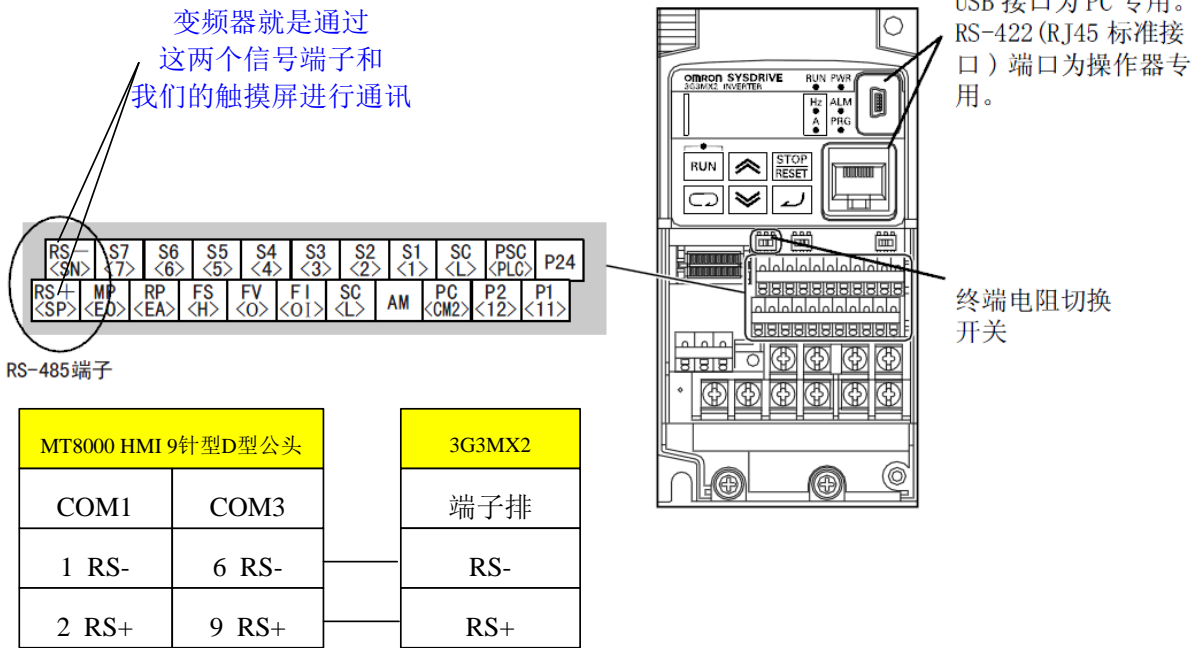 变频器就是通过
这两个信号端子和
我们的触摸屏进行通讯
USB 接口为 PC 专用。
RS-422(RJ45 标准接
口）端口为操作器专
用。
OMRON SYSDRIVE
3G3MX2 INVERTER
RUN PWR
Hz ALM
A PRG
RUN
STOP
RESET
RS- S7 S6 S5 S4 S3 S2 S1 SC PSC P24
<SN> <7> <6> <5> <4> <3> <2> <1> <L> <PLC>
RS+ MP RP FS FV FI SC AM PC P2 P1
<SP> <EO> <EA> <H> <O> <OI> <L> <CM2> <12> <11>
RS-485端子
终端电阻切换
开关
MT8000 HMI 9针型D型公头 3G3MX2
COM1 COM3 端子排
1 RS- 6 RS- RS-
2 RS+ 9 RS+ RS+